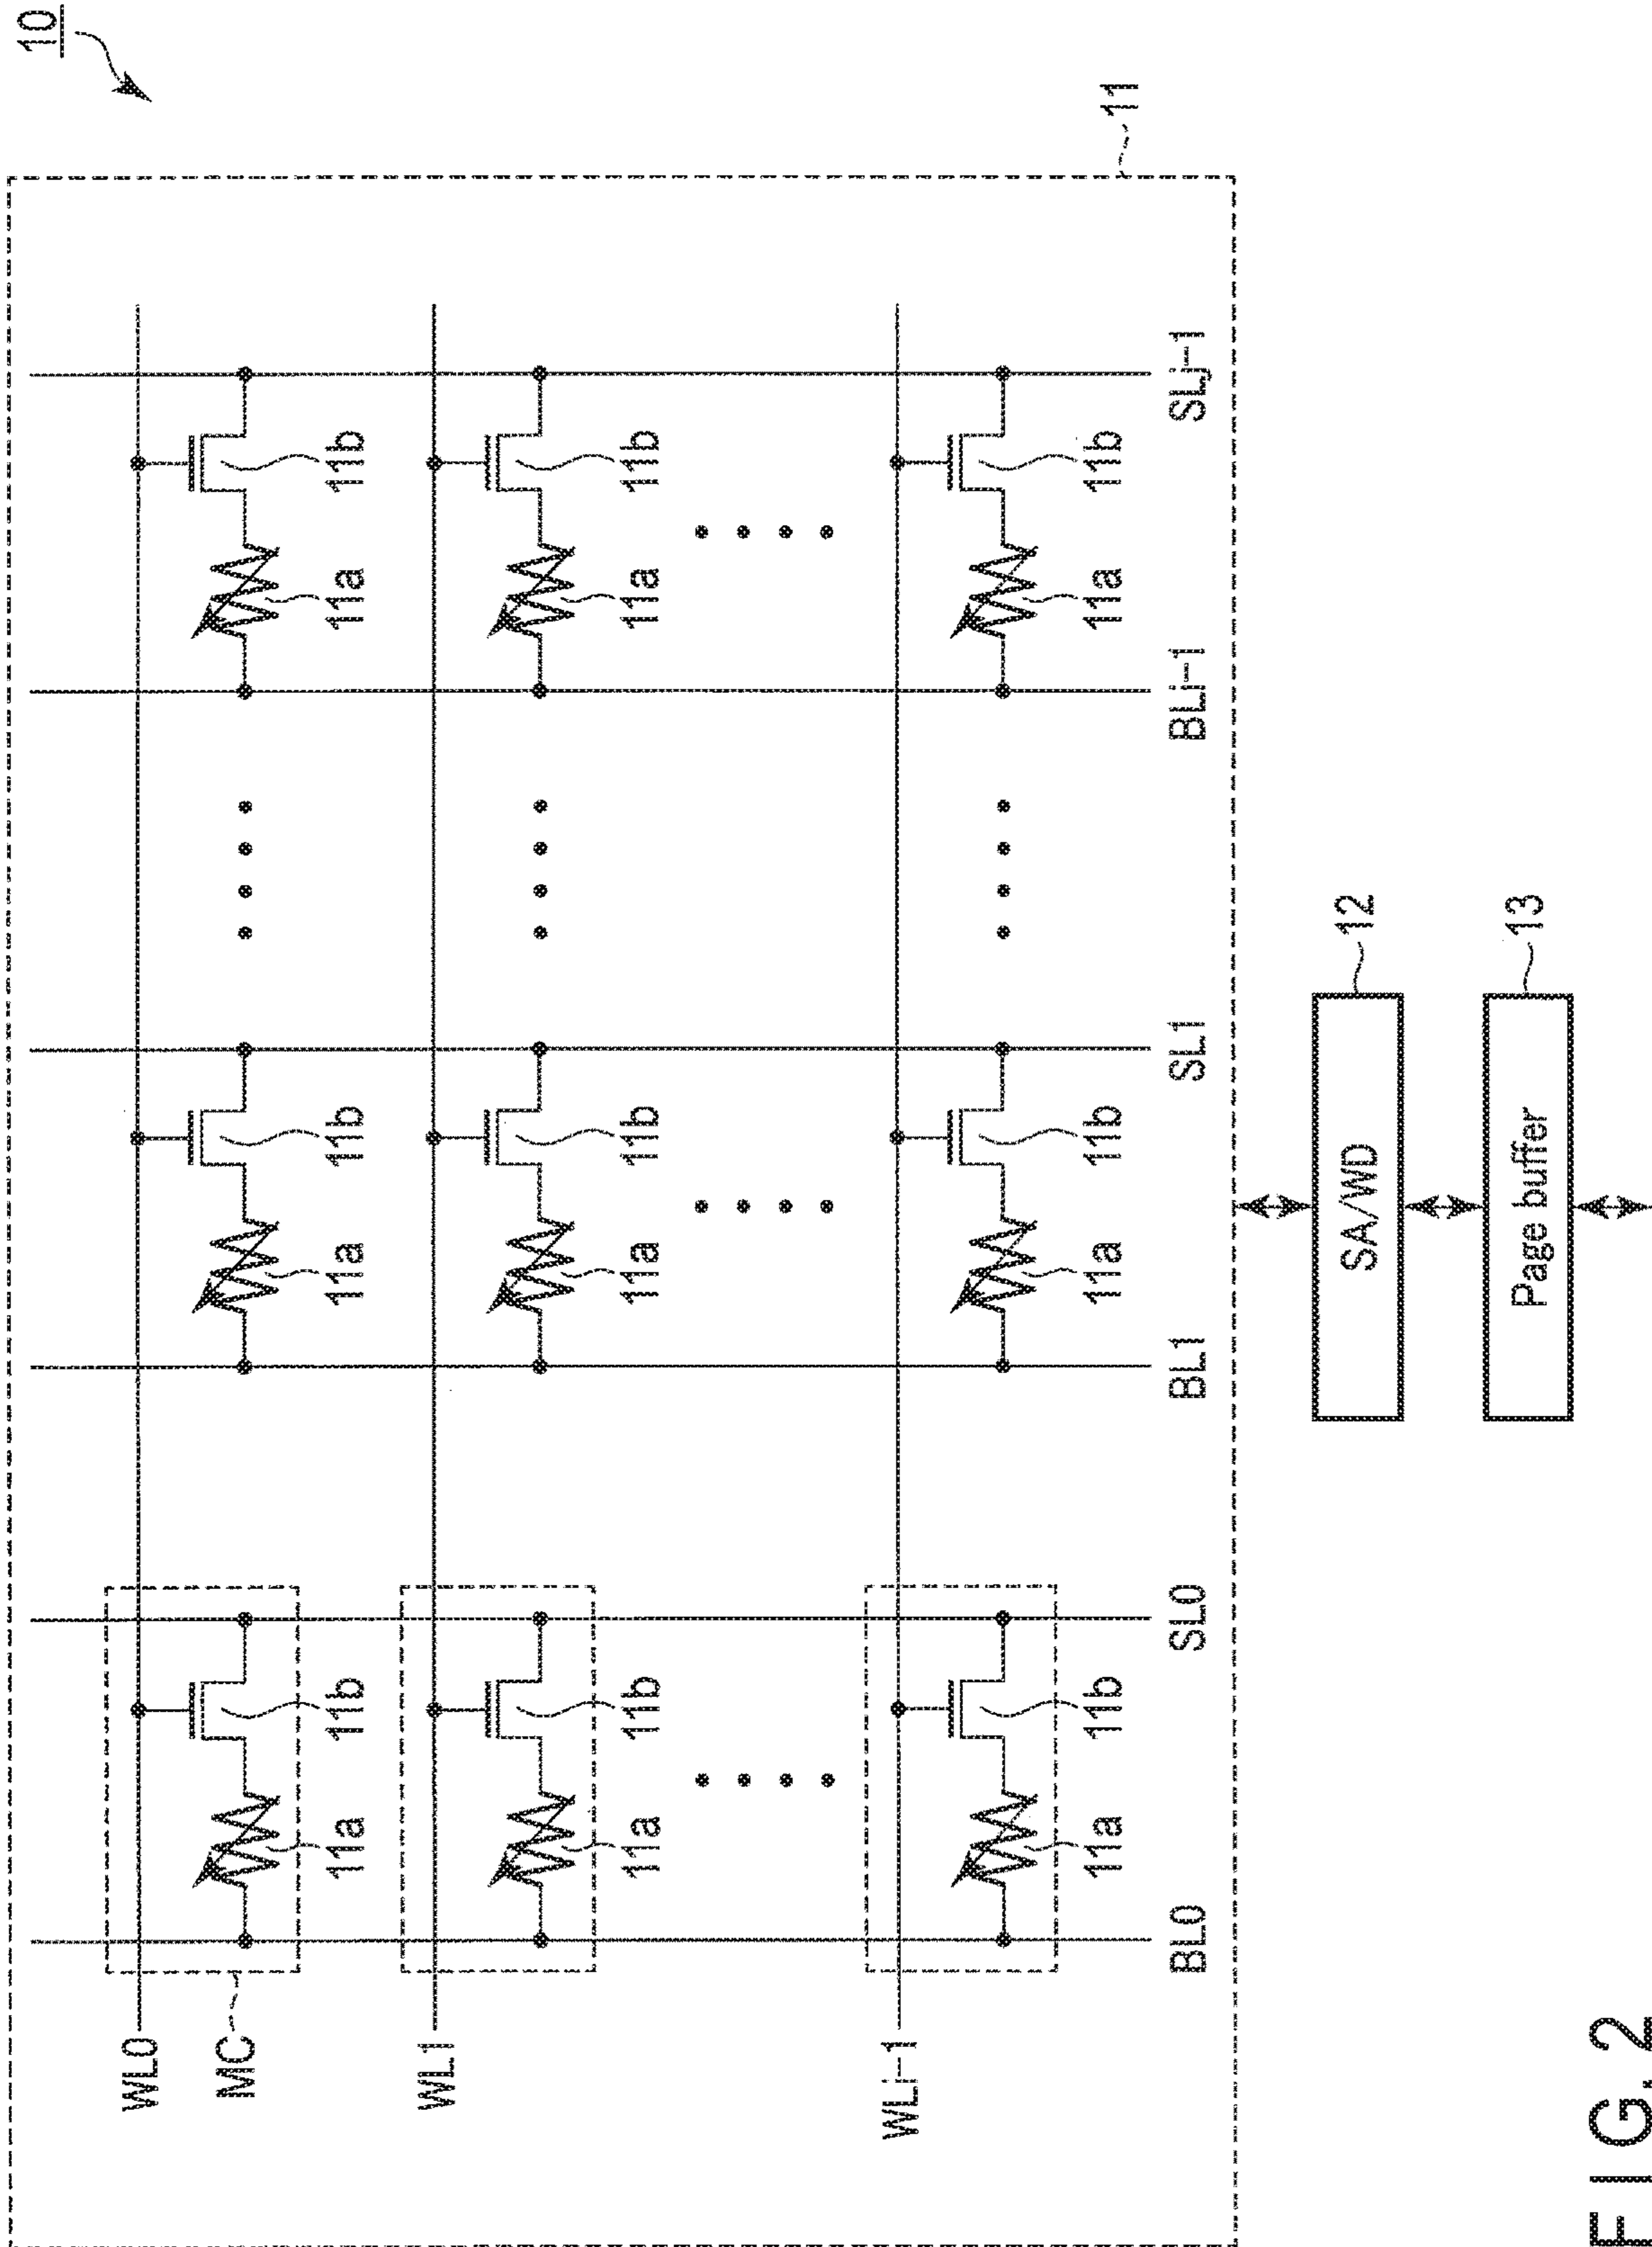 10
WL0
MC
11a 11b 11a 11b 11a 11b
WL1
11a 11b 11a 11b 11a 11b
WLi-1
11a 11b 11a 11b 11a 11b
11
BL0 SL0 BL1 SL1 BLi-1 SLj-1
SA/WD 12
Page buffer 13
FIG. 2